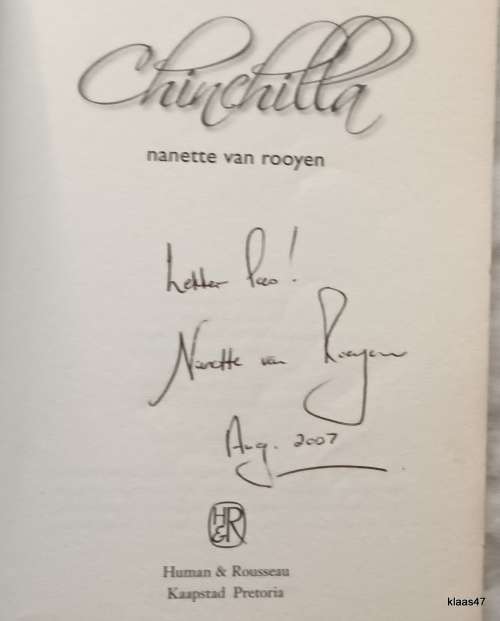 Chinchilla
nanette van rooyen
Lekker lees!
Nanette van Rooyen
Aug. 2007
H&R
Human & Rousseau
Kaapstad Pretoria
klaas47